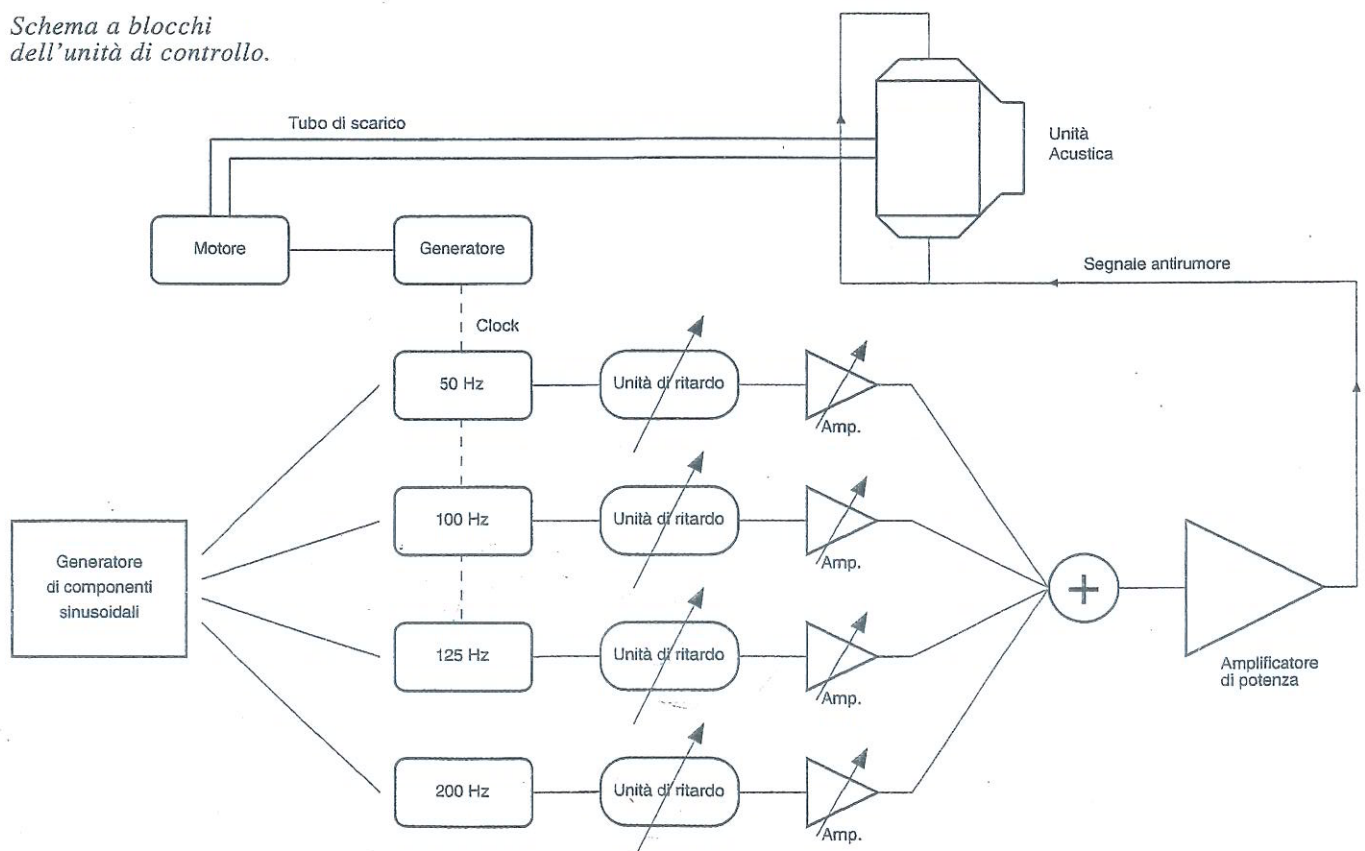 Schema a blocchi
dell'unità di controllo.
Tubo di scarico
Unità
Acustica
Motore
Generatore
Segnale antirumore
Clock
50 Hz
Unità di ritardo
Amp.
100 Hz
Unità di ritardo
Amp.
Generatore
di componenti
sinusoidali
+
125 Hz
Unità di ritardo
Amp.
Amplificatore
di potenza
200 Hz
Unità di ritardo
Amp.